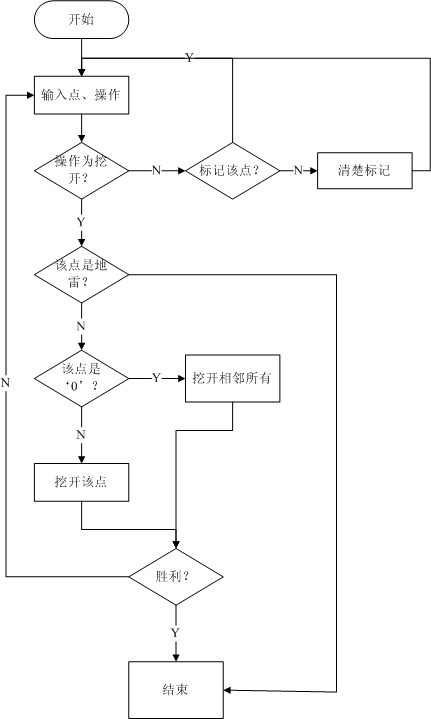 开始
Y
输入点、操作
操作为挖
开？
N
标记该点？
N
清楚标记
Y
该点是地
雷？
N
该点是
‘0’？
Y
挖开相邻所有
N
N
挖开该点
胜利？
Y
结束